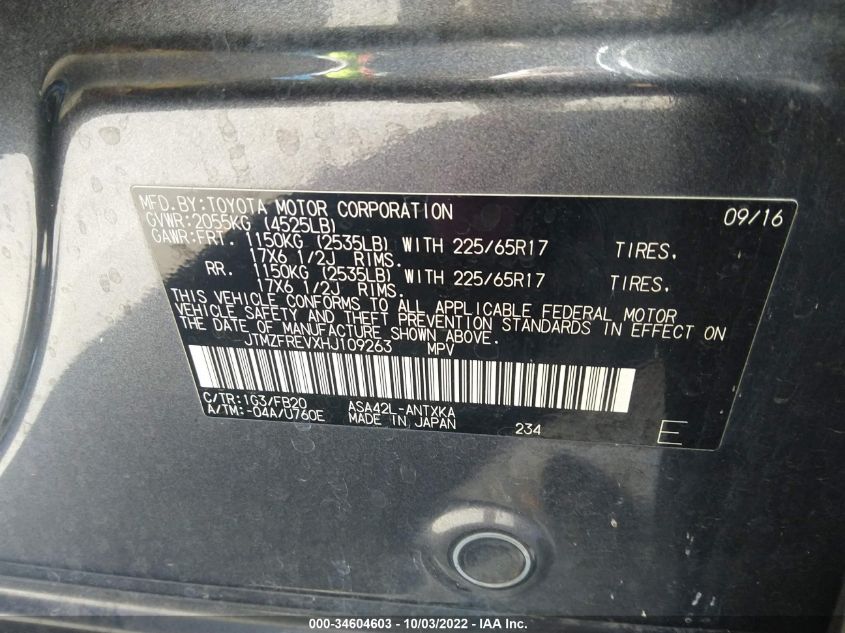 MFD.BY:TOYOTA MOTOR CORPORATION 09/16
GVWR:2055KG (4525LB)
GAWR:FRT. 1150KG (2535LB) WITH 225/65R17 TIRES.
17X6 1/2J RIMS.
RR. 1150KG (2535LB) WITH 225/65R17 TIRES.
17X6 1/2J RIMS.
THIS VEHICLE CONFORMS TO ALL APPLICABLE FEDERAL MOTOR
VEHICLE SAFETY AND THEFT PREVENTION STANDARDS IN EFFECT ON
THE DATE OF MANUFACTURE SHOWN ABOVE.
JTMZFREVXHJ109263 MPV
C/TR:1G3/FB20 ASA42L-ANTXKA
A/TM:-04A/U760E MADE IN JAPAN 234 E
000-34604603 - 10/03/2022 - IAA Inc.